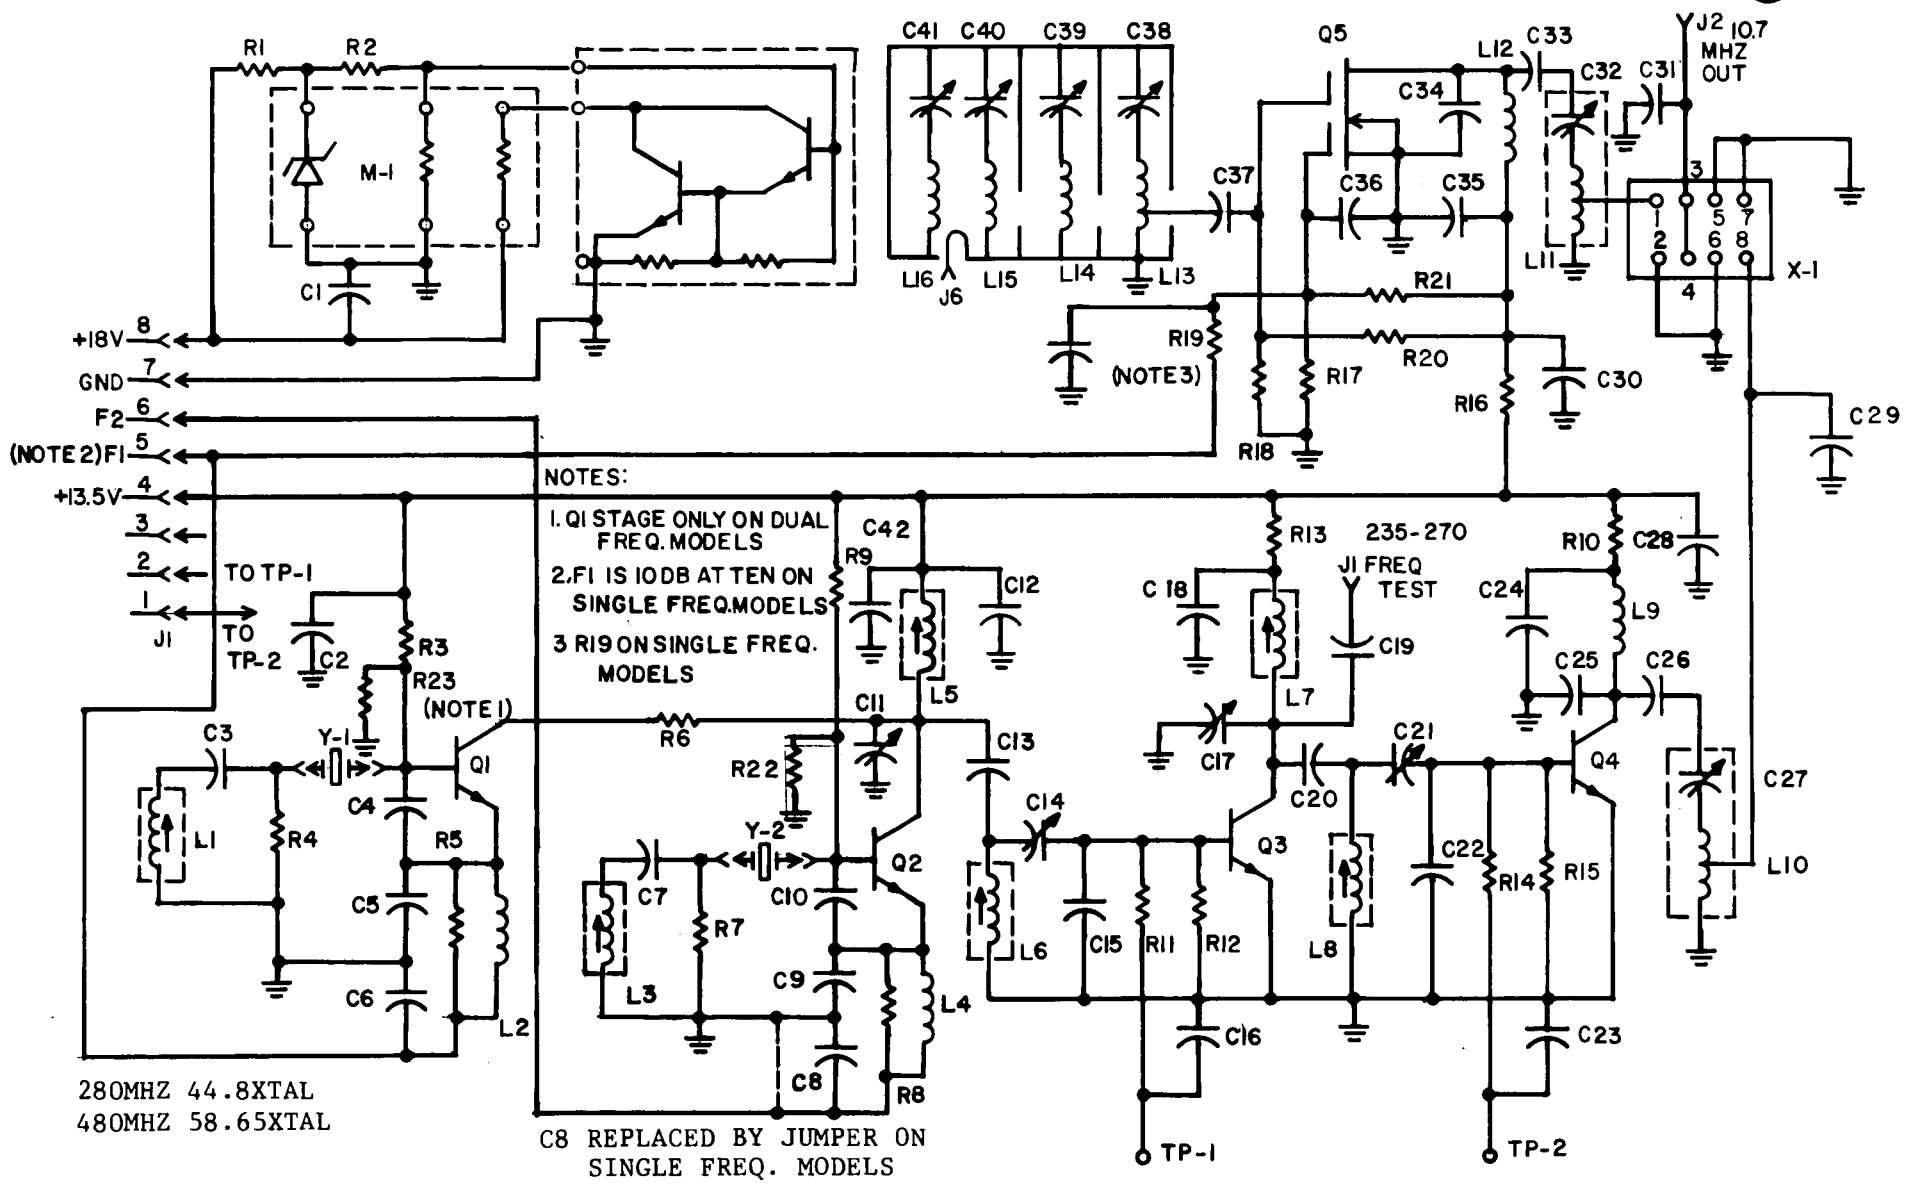 R1
R2
C41
C40
C39
C38
Q5
L12
C33
J2 10.7
MHZ
OUT
C32
C31
C34
M-1
C37
C36
C35
3
1
5
7
2
6
8
4
X-1
L11
C1
L16
J6
L15
L14
L13
R21
+18V
8
R19
(NOTE 3)
R20
R17
C30
GND
7
R16
F2
6
C29
(NOTE 2) F1
5
R18
NOTES:
+13.5V
4
1. Q1 STAGE ONLY ON DUAL
FREQ. MODELS
2. F1 IS 10 DB AT TEN ON
SINGLE FREQ. MODELS
3 R19 ON SINGLE FREQ.
MODELS
3
2
TO TP-1
1
J1
TO
TP-2
C42
R9
C12
R13
235-270
J1 FREQ
TEST
R10
C28
C18
C24
L9
C2
R3
R23
(NOTE 1)
L5
L7
C19
C25
C26
C11
R6
C3
Y-1
Q1
R22
C13
C17
C21
Q4
C27
C4
C20
L1
R4
R5
Y-2
Q2
C14
Q3
C22
R14
R15
L10
C5
C7
C10
R7
L6
C15
R11
R12
L8
C6
L2
L3
C9
L4
C16
C23
C8
R8
280MHZ 44.8XTAL
480MHZ 58.65XTAL
C8 REPLACED BY JUMPER ON
SINGLE FREQ. MODELS
TP-1
TP-2